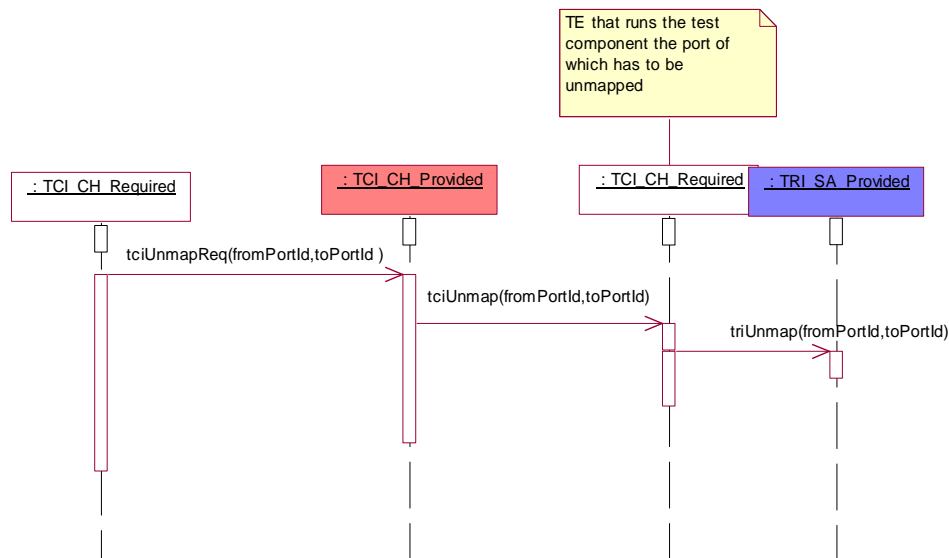 TE that runs the test
component the port of
which has to be
unmapped
: TCI_CH_Required
: TCI_CH_Provided
: TCI_CH_Required
: TRI_SA_Provided
tciUnmapReq(fromPortId,toPortId )
tciUnmap(fromPortId,toPortId)
triUnmap(fromPortId,toPortId)